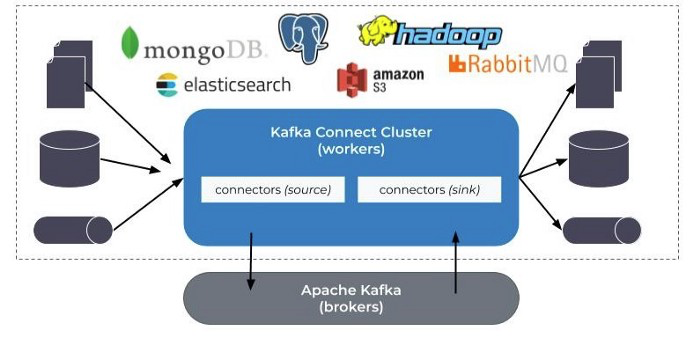 mongoDB.
hadoop
RabbitMQ
elasticsearch
amazon
S3
Kafka Connect Cluster
(workers)
connectors (source)
connectors (sink)
Apache Kafka
(brokers)